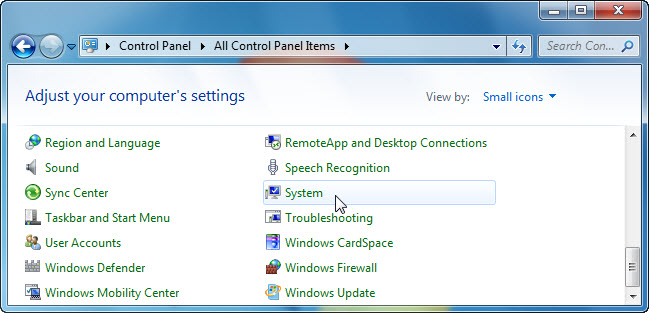 Control Panel All Control Panel Items
Search Con...
Adjust your computer's settings
View by: Small icons
Region and Language
RemoteApp and Desktop Connections
Sound
Speech Recognition
Sync Center
System
Taskbar and Start Menu
Troubleshooting
User Accounts
Windows CardSpace
Windows Defender
Windows Firewall
Windows Mobility Center
Windows Update